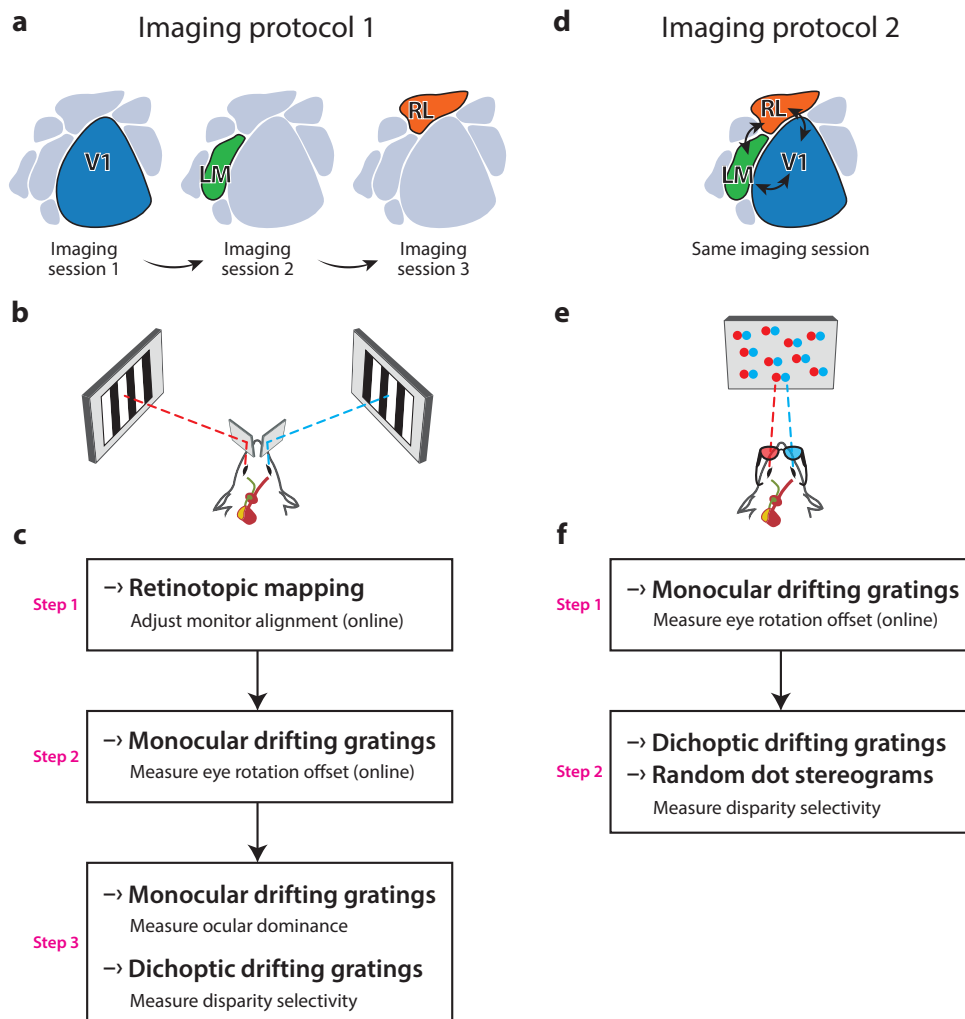 a
Imaging protocol 1
V1
LM
RL
Imaging
session 1
Imaging
session 2
Imaging
session 3
b
c
Step 1
–› Retinotopic mapping
Adjust monitor alignment (online)
Step 2
–› Monocular drifting gratings
Measure eye rotation offset (online)
Step 3
–› Monocular drifting gratings
Measure ocular dominance
–› Dichoptic drifting gratings
Measure disparity selectivity
d
Imaging protocol 2
RL
V1
LM
Same imaging session
e
f
Step 1
–› Monocular drifting gratings
Measure eye rotation offset (online)
Step 2
–› Dichoptic drifting gratings
–› Random dot stereograms
Measure disparity selectivity